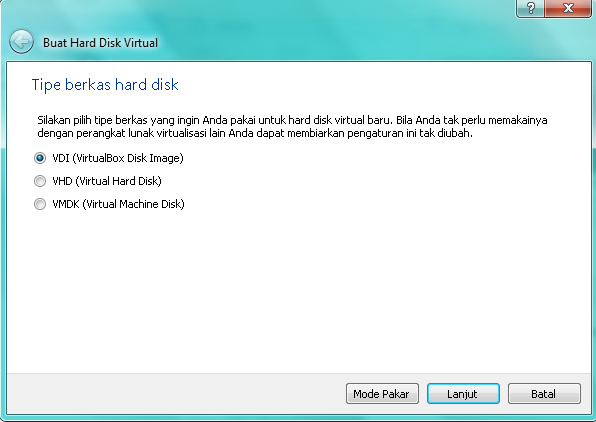 ?
Buat Hard Disk Virtual
Tipe berkas hard disk
Silakan pilih tipe berkas yang ingin Anda pakai untuk hard disk virtual baru. Bila Anda tak perlu memakainya
dengan perangkat lunak virtualisasi lain Anda dapat membiarkan pengaturan ini tak diubah.
VDI (VirtualBox Disk Image)
VHD (Virtual Hard Disk)
VMDK (Virtual Machine Disk)
Mode Pakar Lanjut Batal